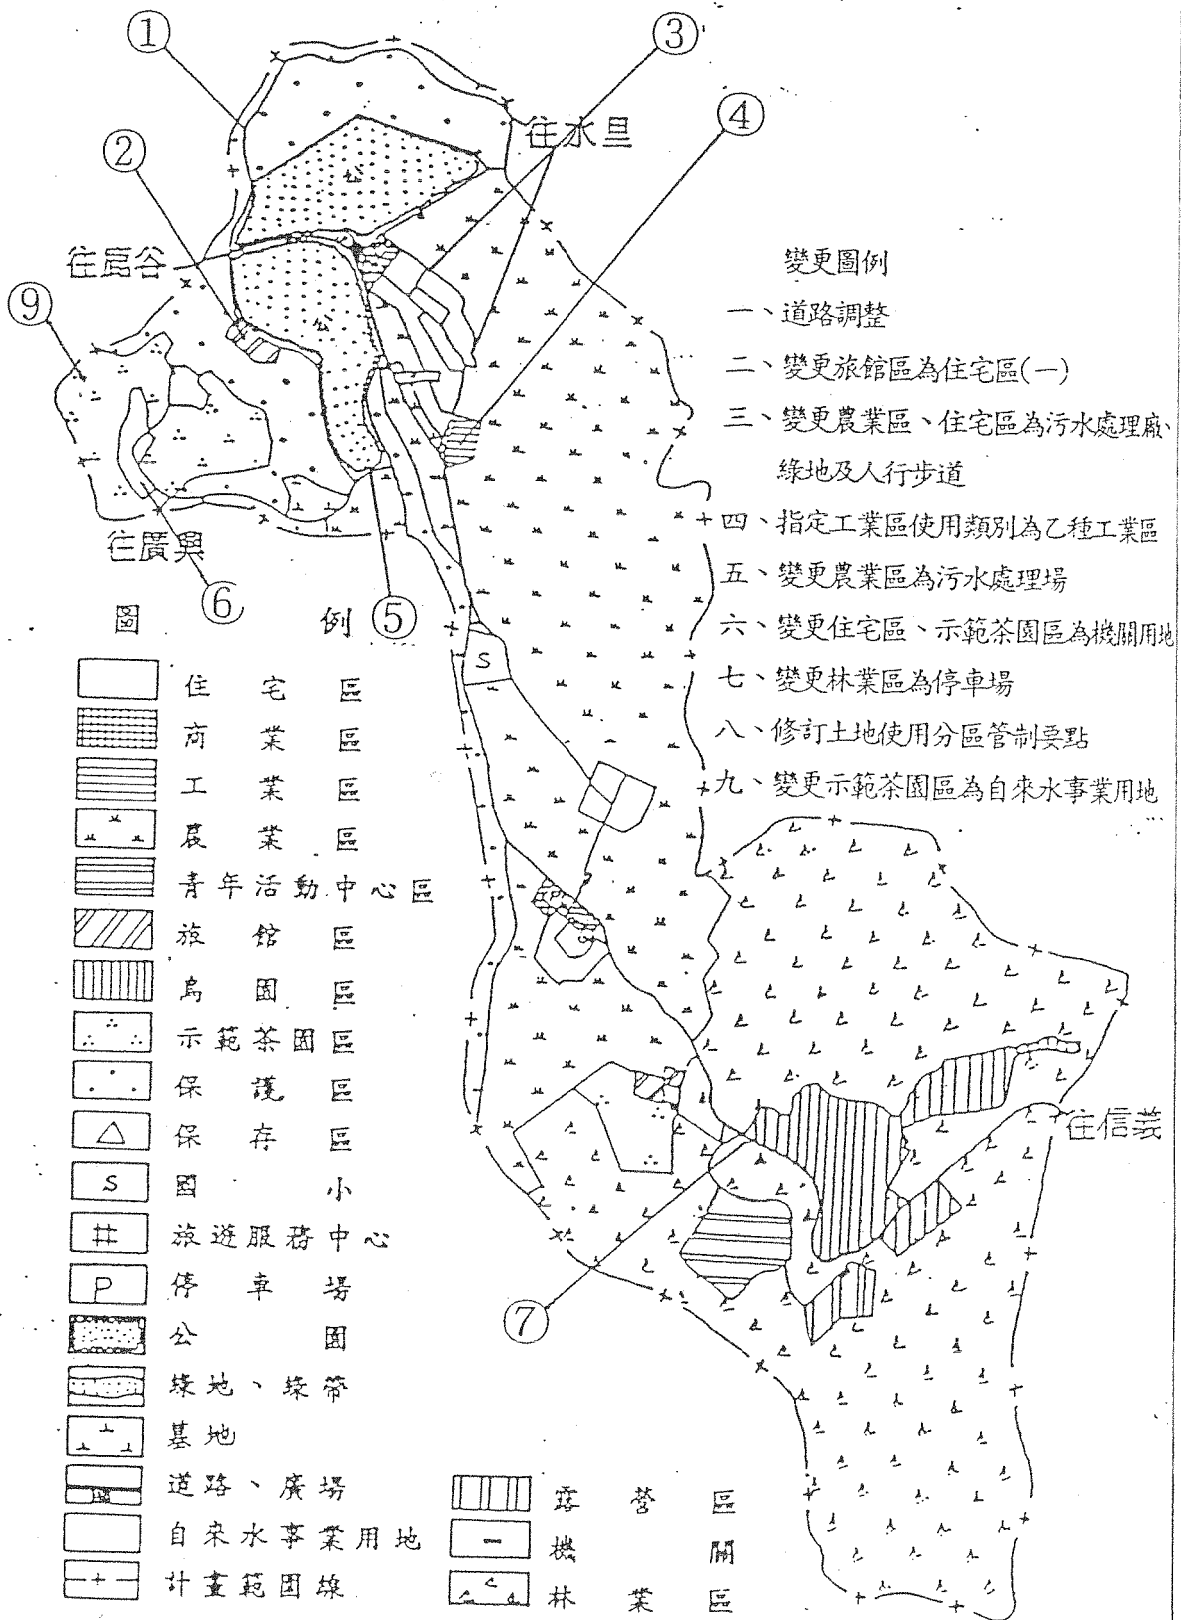 ①
③
④
往水里
②
公
往鹿谷
⑨
公
往廣興
⑥
⑤
S
P
往信義
⑦
變更圖例
一、道路調整
二、變更旅館區為住宅區(一)
三、變更農業區、住宅區為污水處理廠、
綠地及人行步道
四、指定工業區使用類別為乙種工業區
五、變更農業區為污水處理場
六、變更住宅區、示範茶園區為機關用地
七、變更林業區為停車場
八、修訂土地使用分區管制要點
九、變更示範茶園區為自來水事業用地
圖例
住宅區
商業區
工業區
農業區
青年活動中心區
旅館區
鳥園區
示範茶園區
保護區
保存區
S 國小
旅遊服務中心
P 停車場
公園
綠地、綠帶
墓地
道路、廣場
自來水事業用地
計畫範圍線
露營區
機關
林業區